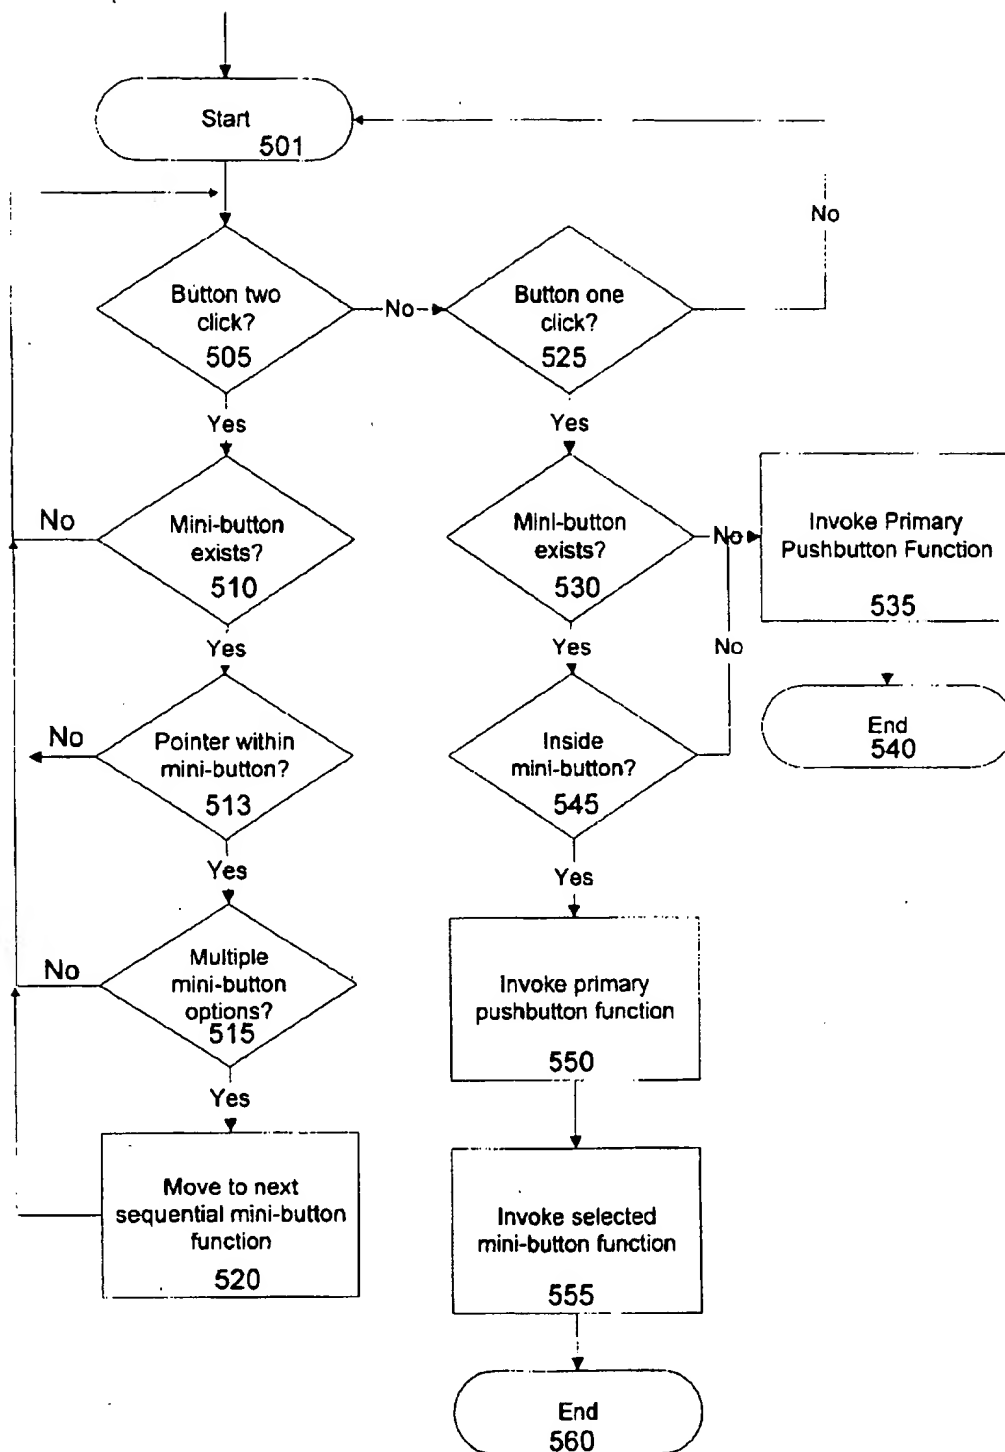 Start
501
No
Button two
click?
505
No
Button one
click?
525
Yes
Yes
No
Mini-button
exists?
510
Mini-button
exists?
530
No
Invoke Primary
Pushbutton Function
535
Yes
Yes
No
No
Pointer within
mini-button?
513
Inside
mini-button?
545
End
540
Yes
Yes
No
Multiple
mini-button
options?
515
Invoke primary
pushbutton function
550
Yes
Move to next
sequential mini-button
function
520
Invoke selected
mini-button function
555
End
560